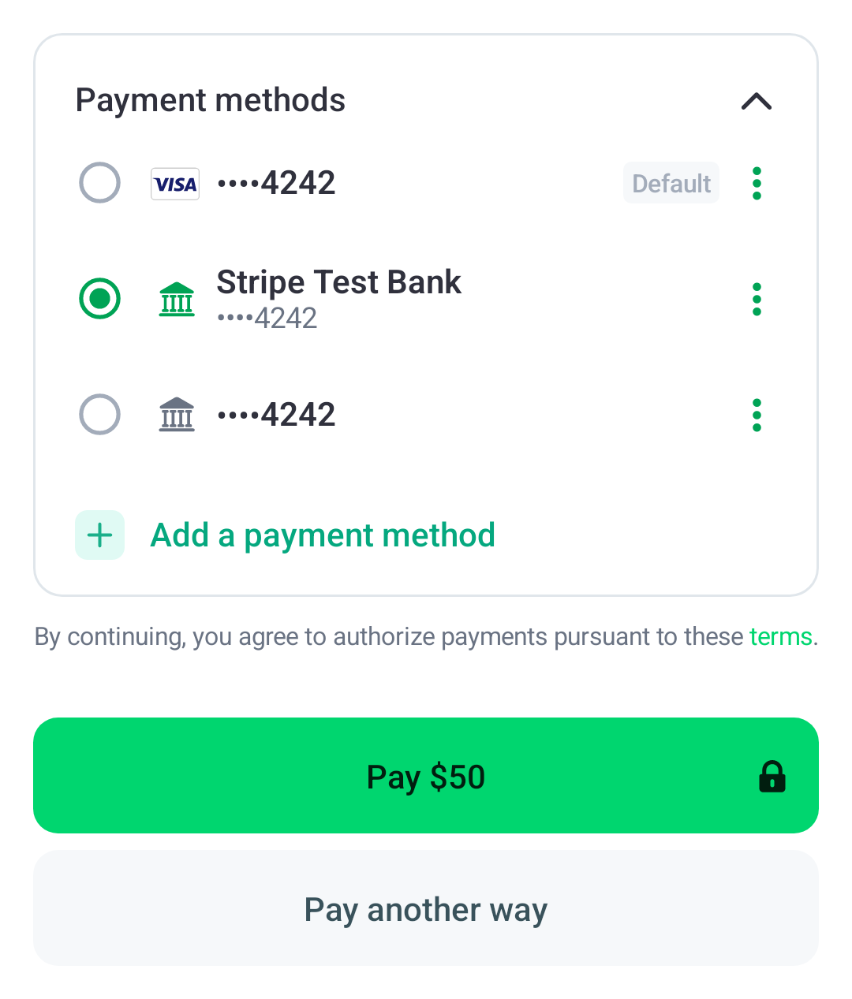 Payment methods
VISA ••••4242 Default
Stripe Test Bank
••••4242
••••4242
Add a payment method
By continuing, you agree to authorize payments pursuant to these terms.
Pay $50
Pay another way